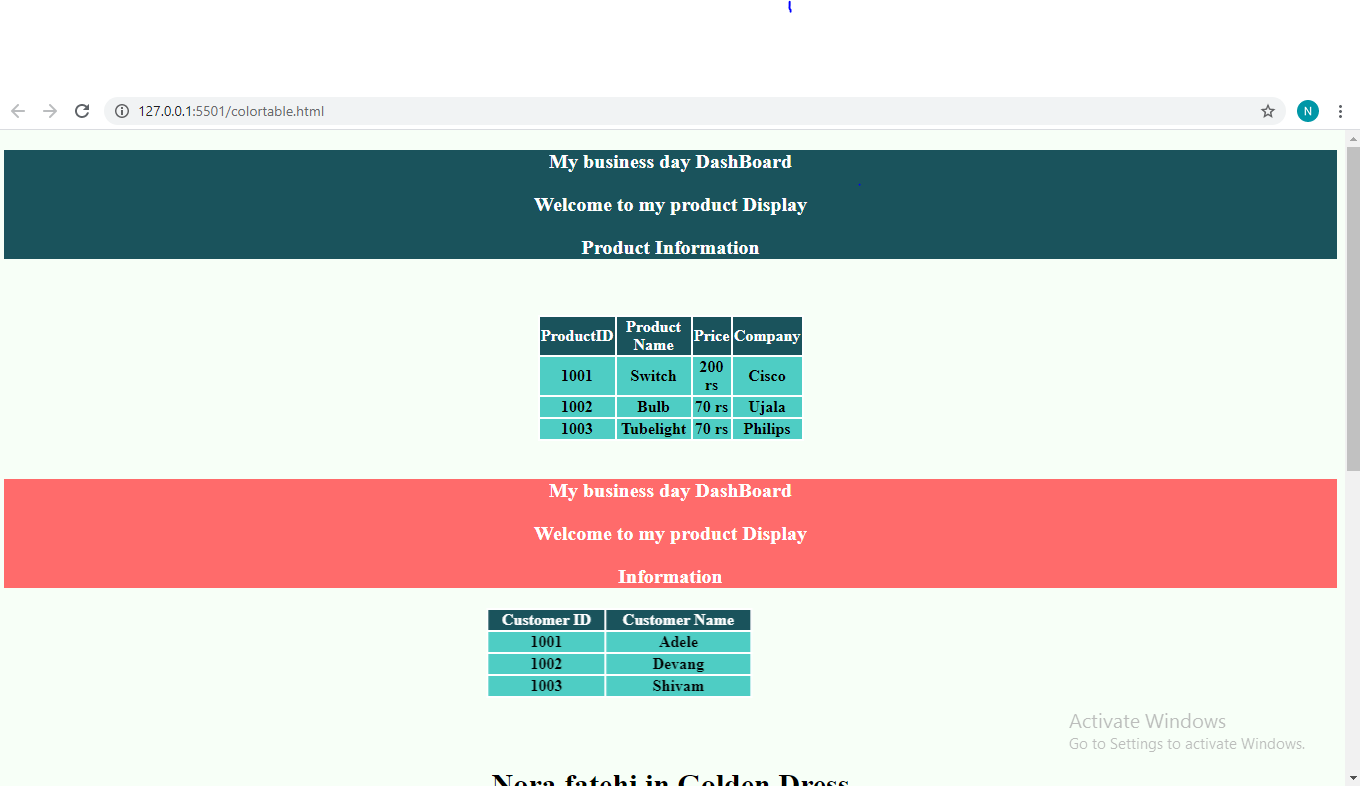 127.0.0.1:5501/colortable.html
N
My business day DashBoard
Welcome to my product Display
Product Information
ProductID Product Name Price Company
1001 Switch 200 rs Cisco
1002 Bulb 70 rs Ujala
1003 Tubelight 70 rs Philips
My business day DashBoard
Welcome to my product Display
Information
Customer ID Customer Name
1001 Adele
1002 Devang
1003 Shivam
Activate Windows
Go to Settings to activate Windows.
Nora fatehi in Golden Dress